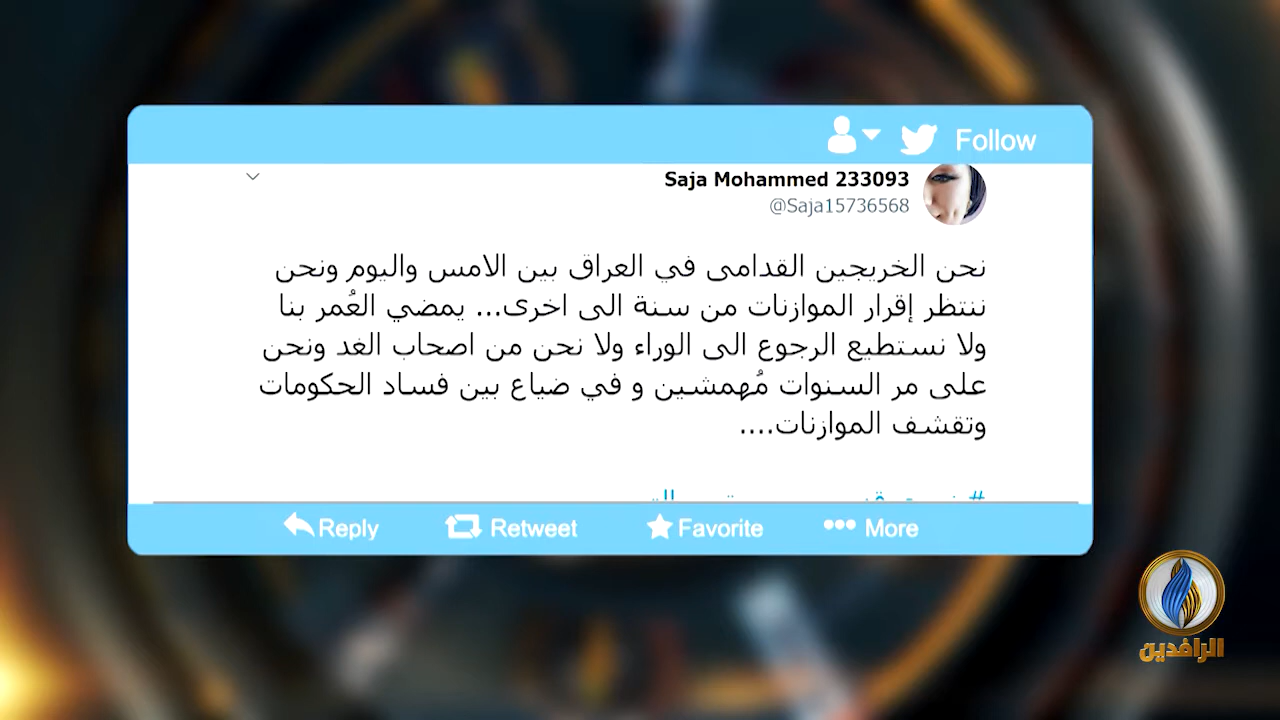 Follow
Saja Mohammed 233093
@Saja15736568
نحن الخريجين القدامى في العراق بين الامس واليوم ونحن
ننتظر إقرار الموازنات من سنة الى اخرى... يمضي العُمر بنا
ولا نستطيع الرجوع الى الوراء ولا نحن من اصحاب الغد ونحن
على مر السنوات مُهمشين و في ضياع بين فساد الحكومات
وتقشف الموازنات....
Reply Retweet Favorite More
الرافدين